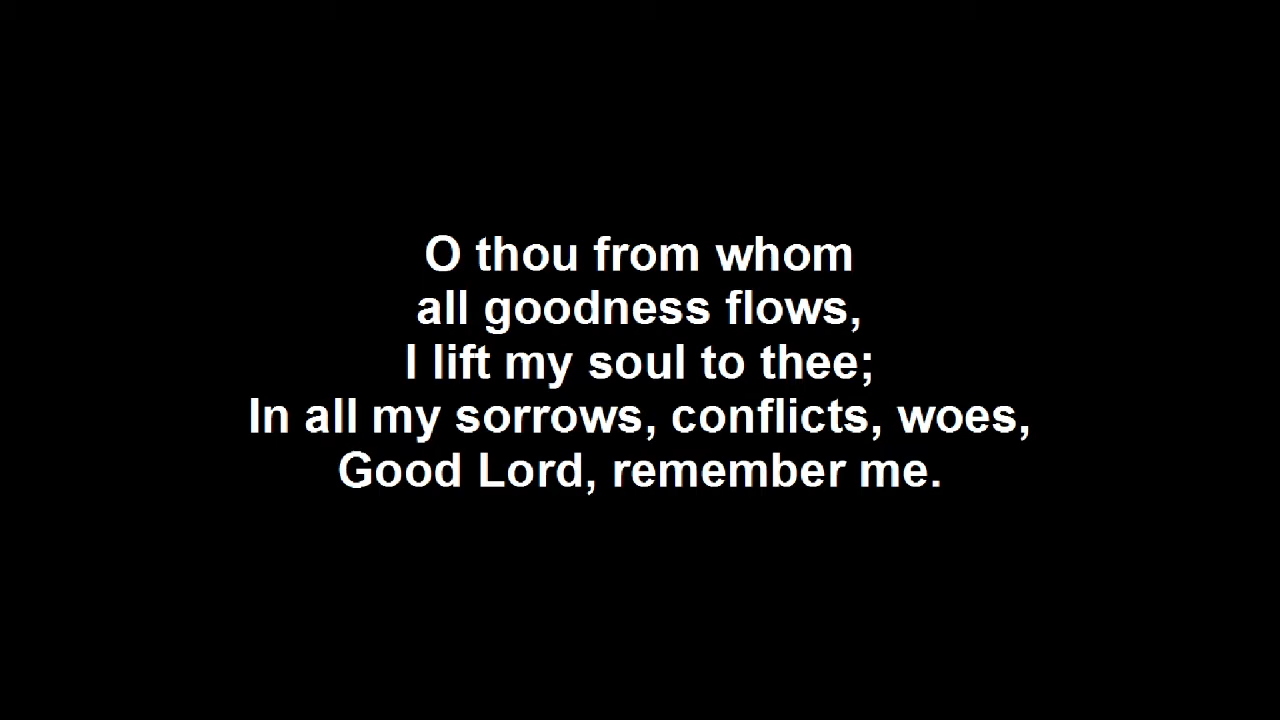 O thou from whom
all goodness flows,
I lift my soul to thee;
In all my sorrows, conflicts, woes,
Good Lord, remember me.